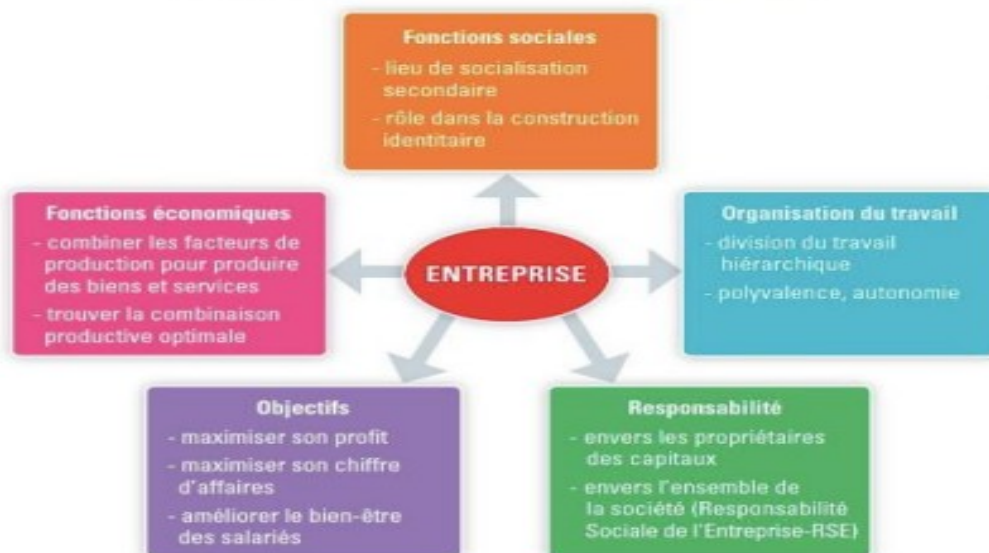 Fonctions sociales
- lieu de socialisation
secondaire
- rôle dans la construction
identitaire
Fonctions économiques
- combiner les facteurs de
production pour produire
des biens et services
- trouver la combinaison
productive optimale
ENTREPRISE
Organisation du travail
- division du travail
hiérarchique
- polyvalence, autonomie
Objectifs
- maximiser son profit
- maximiser son chiffre
d'affaires
- améliorer le bien-être
des salariés
Responsabilité
- envers les propriétaires
des capitaux
- envers l'ensemble de
la société (Responsabilité
Sociale de l'Entreprise-RSE)